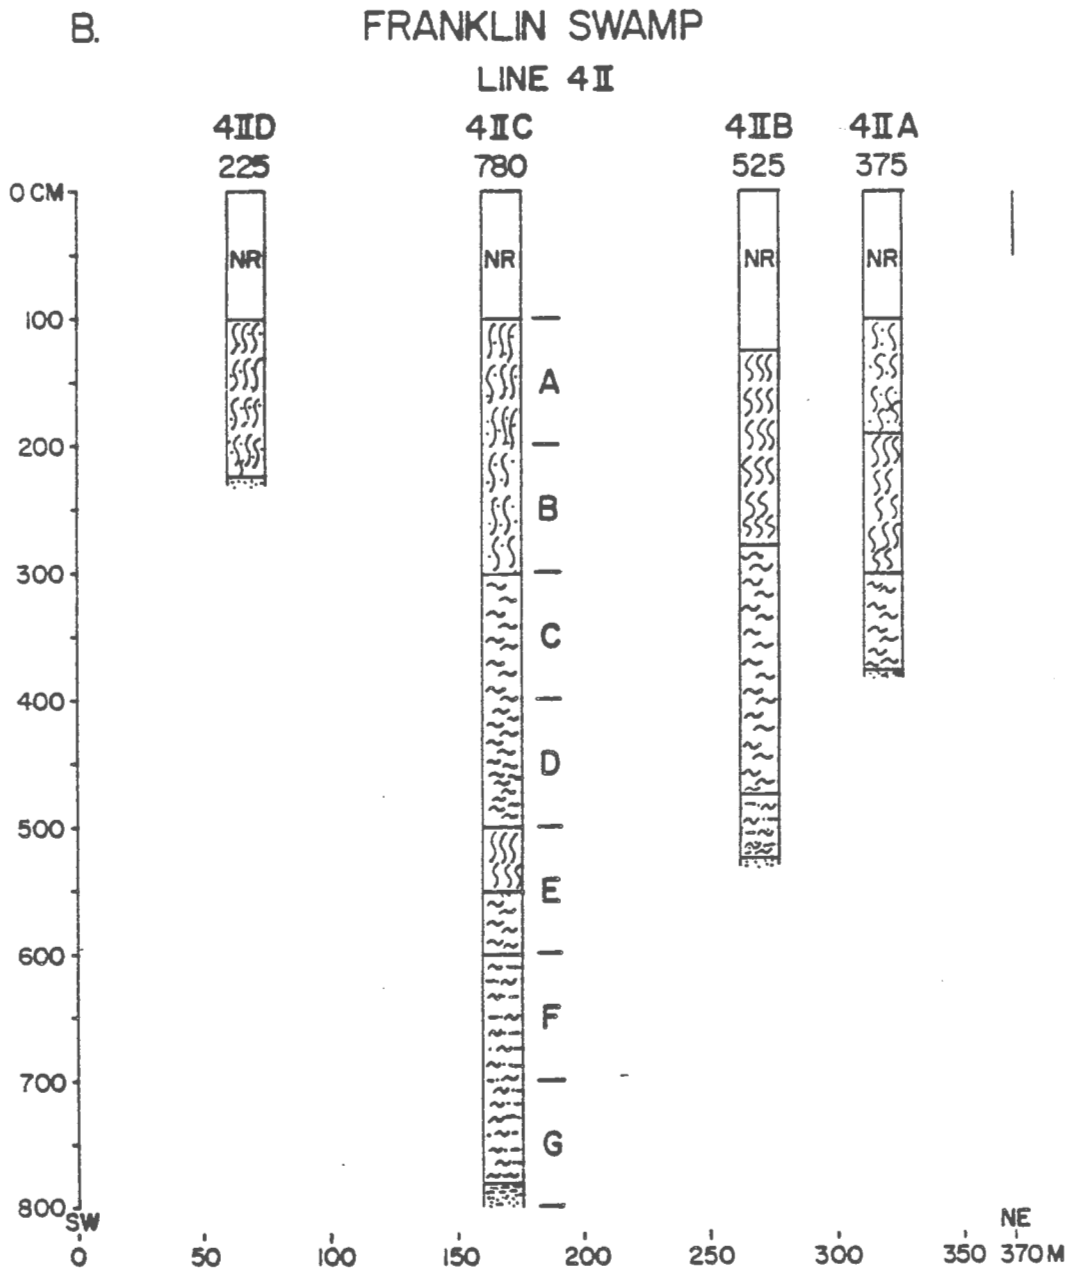 B. FRANKLIN SWAMP
LINE 4II
4IID 4IIC 4IIB 4IIA
225 780 525 375
0 CM
NR NR NR NR
100
A
200
B
300
C
400
D
500
E
600
F
700
G
800
SW NE
0 50 100 150 200 250 300 350 370 M